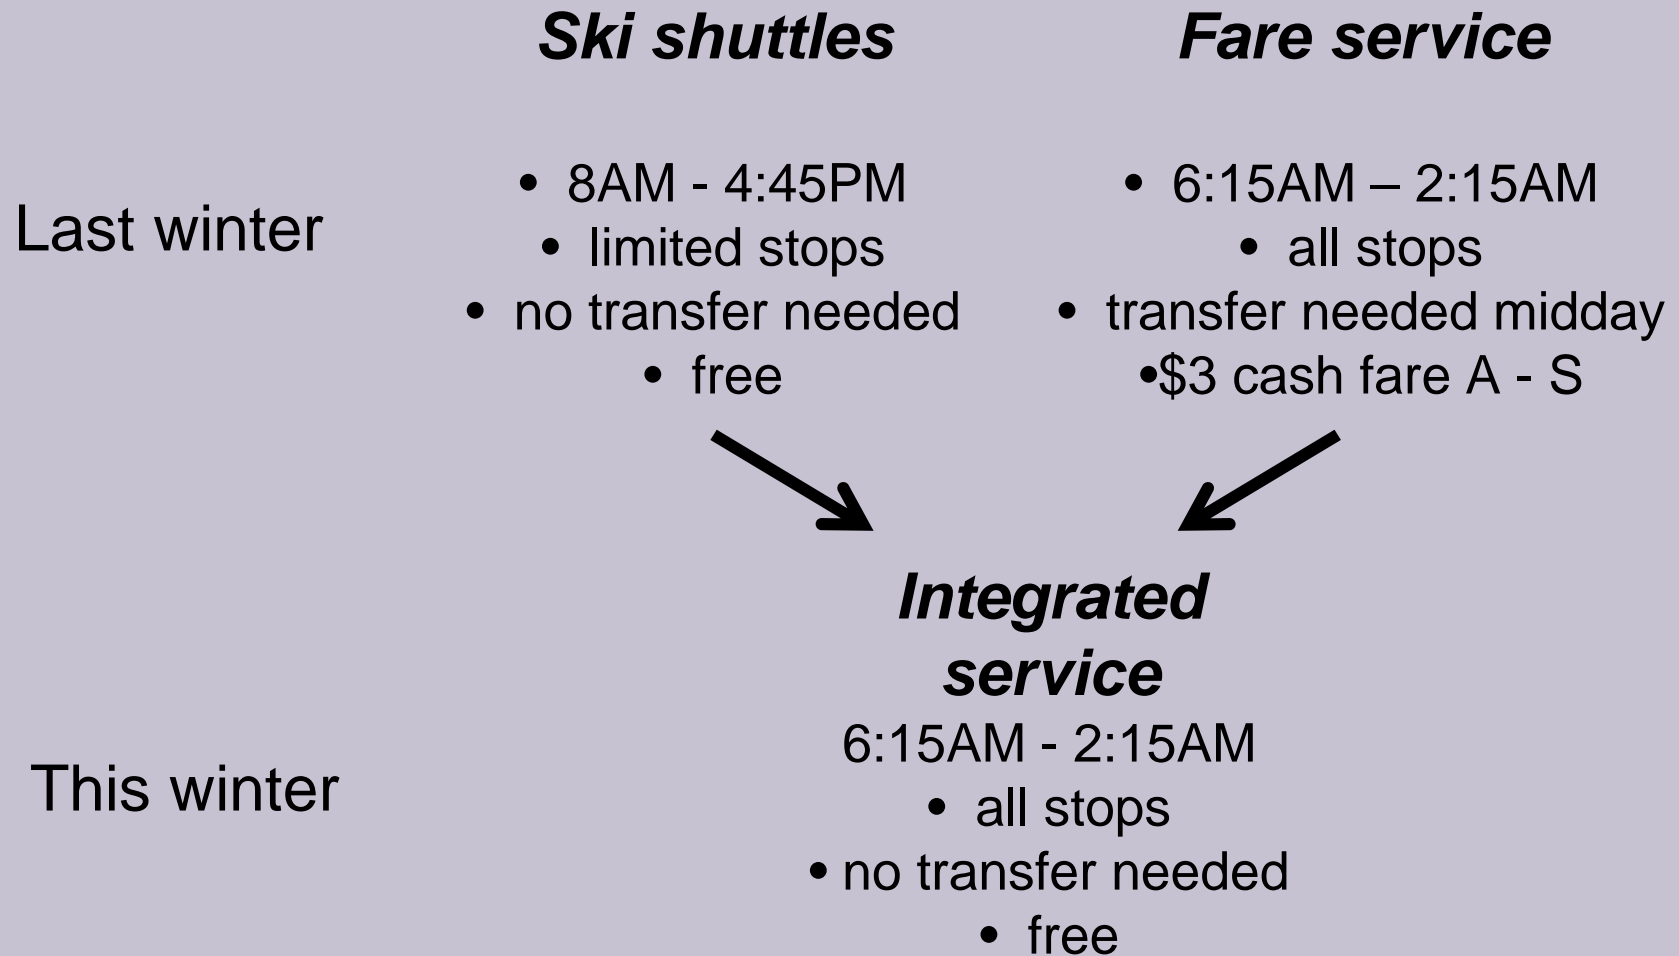 Ski shuttles
Fare service
Last winter
• 8AM - 4:45PM
• limited stops
• no transfer needed
• free
• 6:15AM – 2:15AM
• all stops
• transfer needed midday
•$3 cash fare A - S
Integrated
service
This winter
6:15AM - 2:15AM
• all stops
• no transfer needed
• free